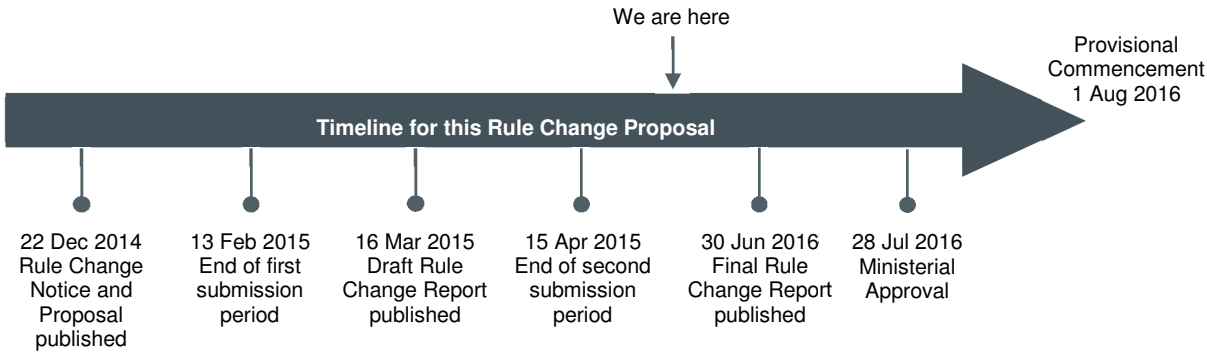 We are here
Provisional
Commencement
1 Aug 2016
Timeline for this Rule Change Proposal
22 Dec 2014
Rule Change
Notice and
Proposal
published
13 Feb 2015
End of first
submission
period
16 Mar 2015
Draft Rule
Change Report
published
15 Apr 2015
End of second
submission
period
30 Jun 2016
Final Rule
Change Report
published
28 Jul 2016
Ministerial
Approval